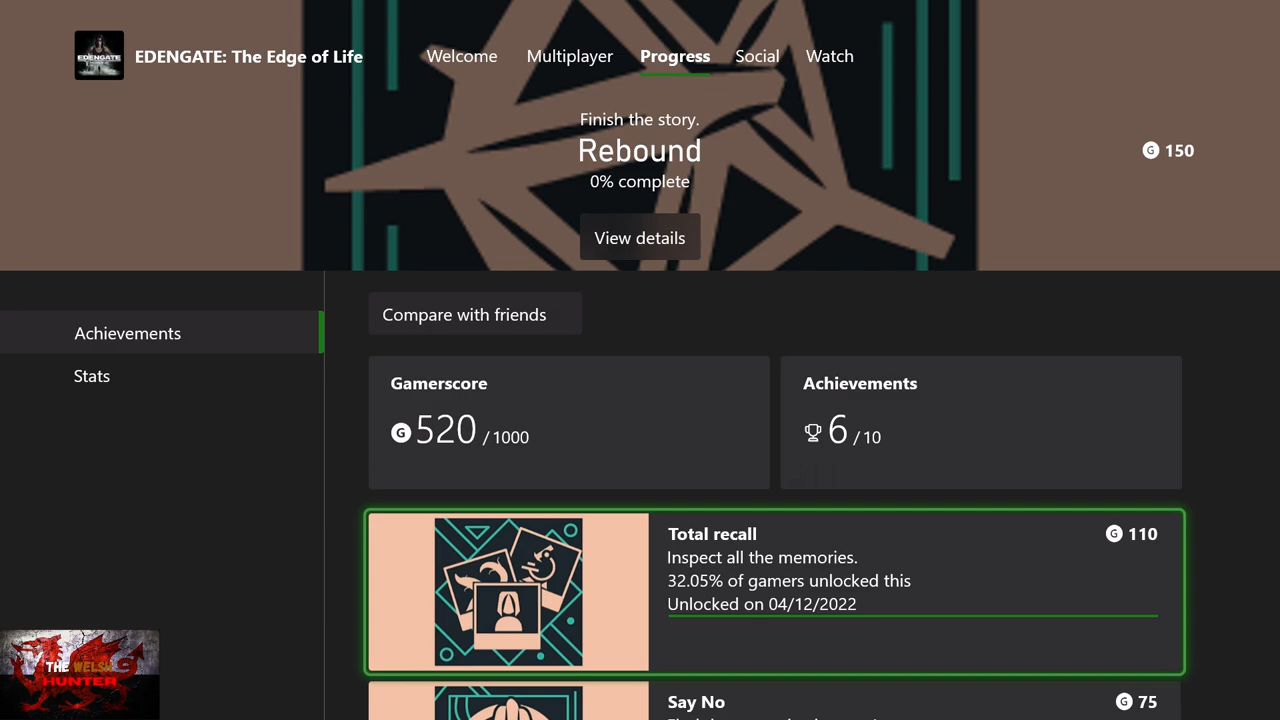 EDENGATE
EDENGATE: The Edge of Life
Welcome
Multiplayer
Progress
Social
Watch
Finish the story.
Rebound
0% complete
G 150
View details
Achievements
Stats
Compare with friends
Gamerscore
G 520 / 1000
Achievements
6 / 10
Total recall
G 110
Inspect all the memories.
32.05% of gamers unlocked this
Unlocked on 04/12/2022
Say No
G 75
THE WELSH
HUNTER